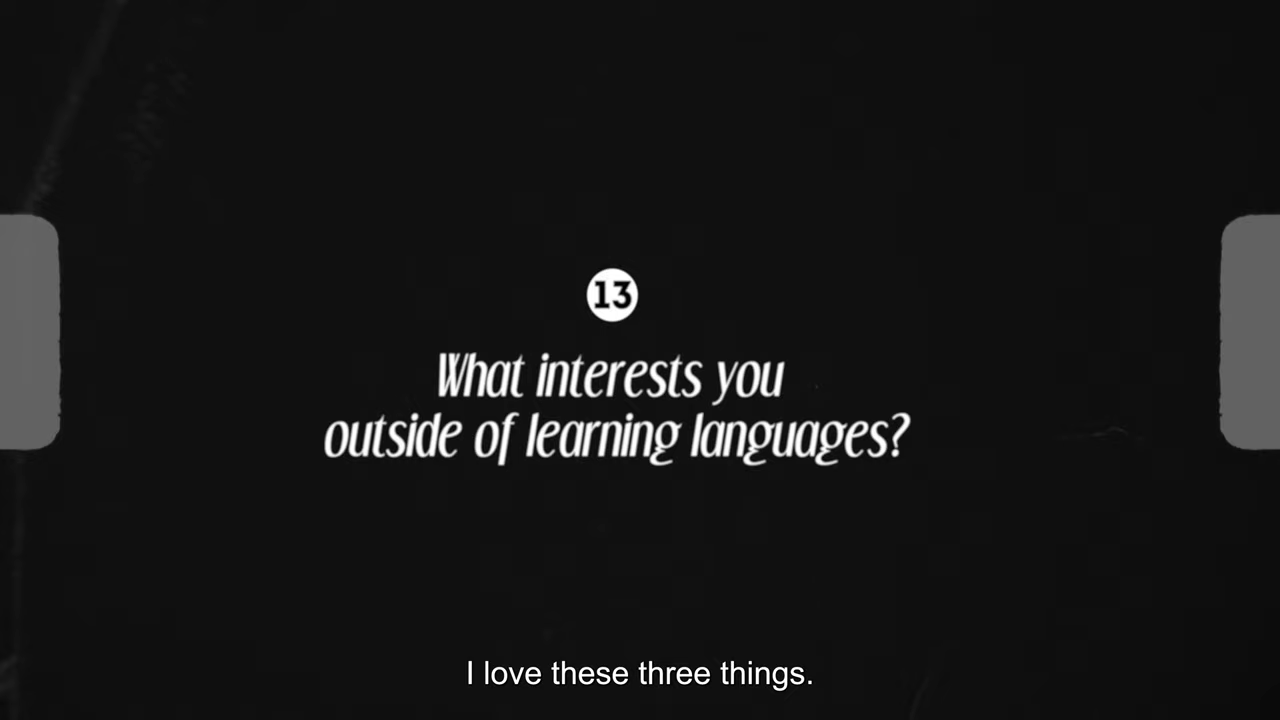 13
What interests you
outside of learning languages?
I love these three things.